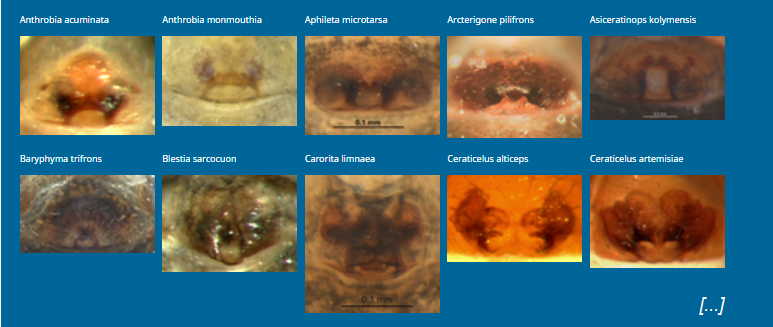 Anthrobia acuminata
Anthrobia monmouthia
Aphileta microtarsa
Arcterigone pilifrons
Asiceratinops kolymensis
0.1 mm
Baryphyma trifrons
Blestia sarcocuon
Carorita limnaea
Ceraticelus alticeps
Ceraticelus artemisiae
0.1 mm
[...]